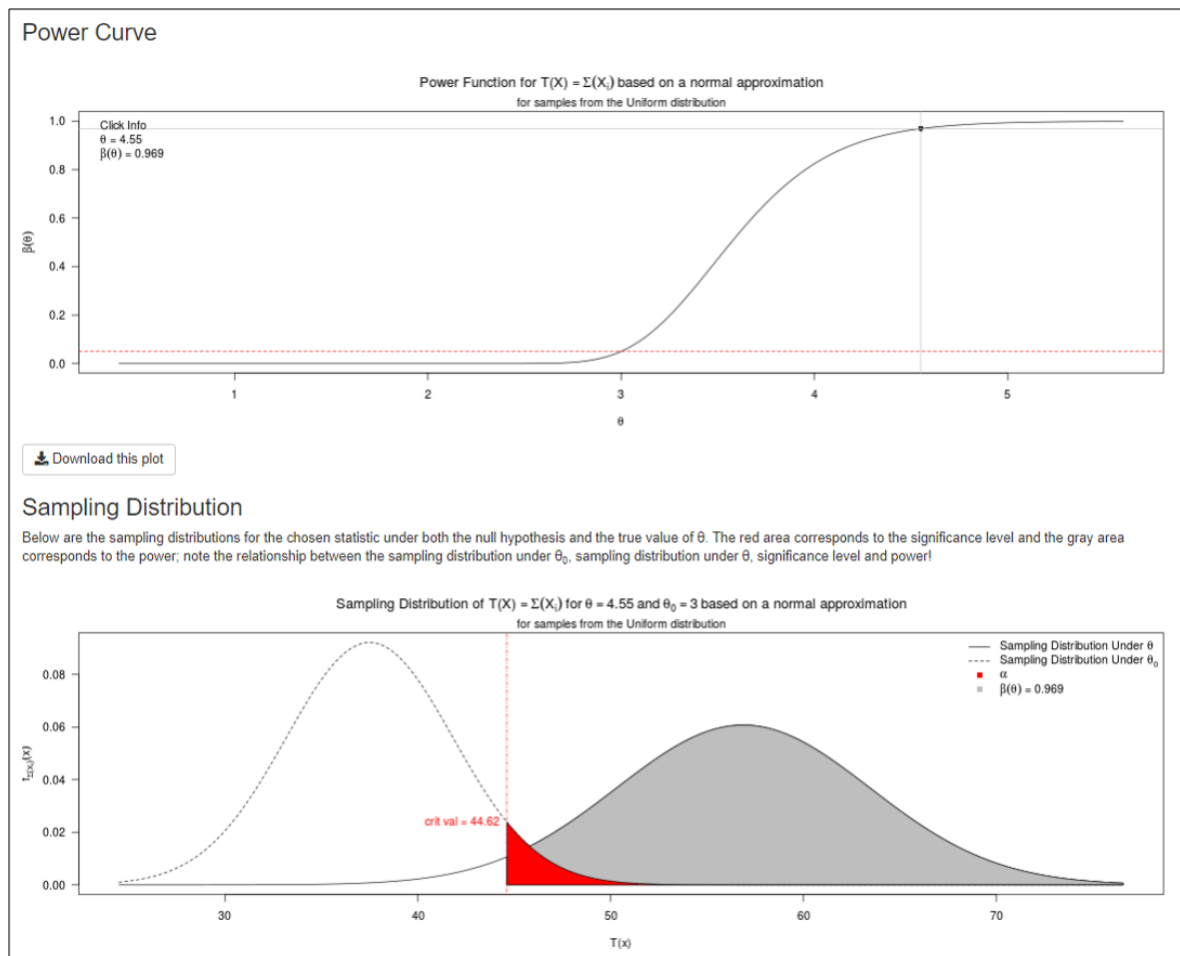 Power Curve
Power Function for T(X) = Σ(Xᵢ) based on a normal approximation
for samples from the Uniform distribution
Click Info
θ = 4.55
β(θ) = 0.969
1.0
0.8
0.6
0.4
0.2
0.0
β(θ)
1 2 3 4 5
θ
Download this plot
Sampling Distribution
Below are the sampling distributions for the chosen statistic under both the null hypothesis and the true value of θ. The red area corresponds to the significance level and the gray area
corresponds to the power; note the relationship between the sampling distribution under θ₀, sampling distribution under θ, significance level and power!
Sampling Distribution of T(X) = Σ(Xᵢ) for θ = 4.55 and θ₀ = 3 based on a normal approximation
for samples from the Uniform distribution
Sampling Distribution Under θ
Sampling Distribution Under θ₀
α
β(θ) = 0.969
0.08
0.06
0.04
0.02
0.00
f_Σ(Xᵢ)(x)
crit val = 44.62
30 40 50 60 70
T(x)